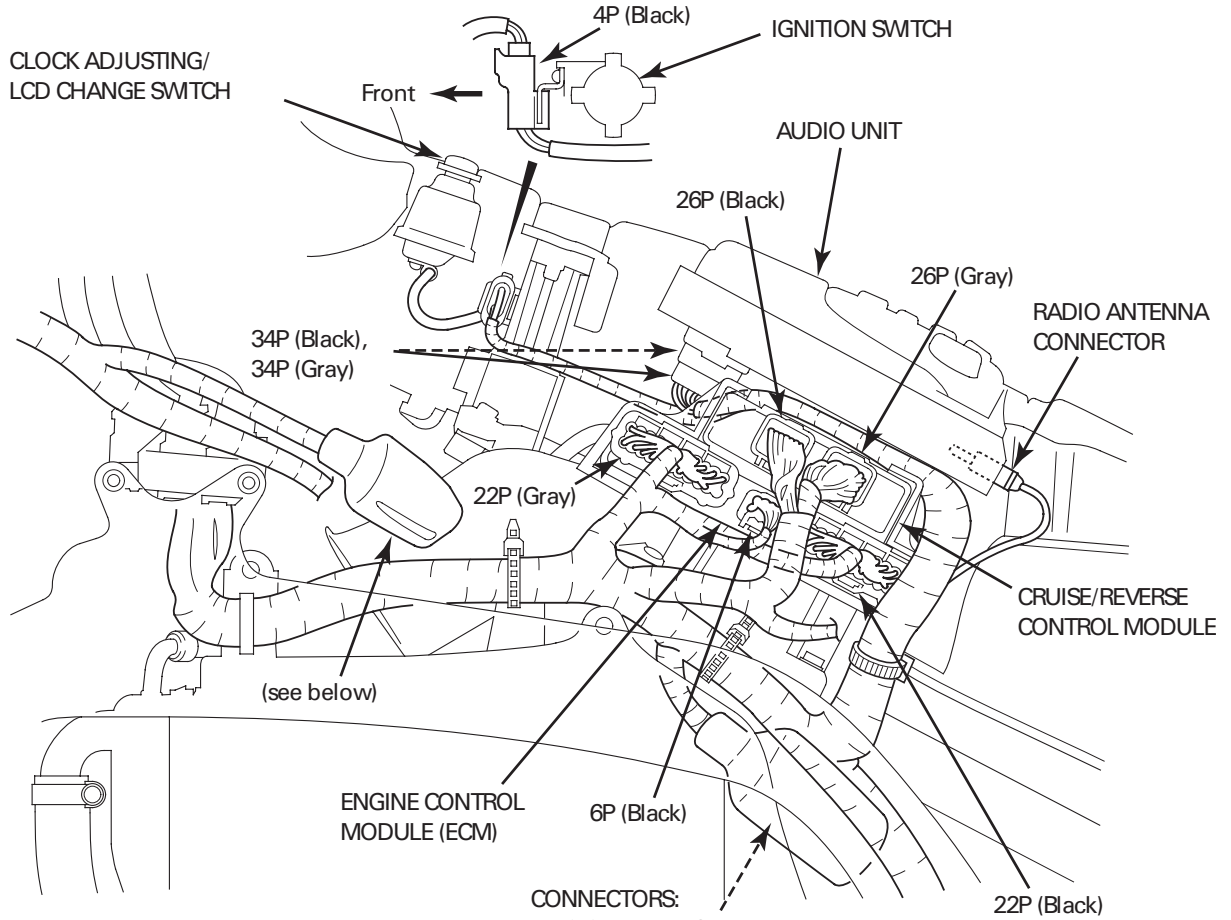 4P (Black)
IGNITION SWITCH
CLOCK ADJUSTING/
LCD CHANGE SWITCH
Front
AUDIO UNIT
26P (Black)
26P (Gray)
RADIO ANTENNA
CONNECTOR
34P (Black),
34P (Gray)
22P (Gray)
CRUISE/REVERSE
CONTROL MODULE
(see below)
ENGINE CONTROL
MODULE (ECM)
6P (Black)
CONNECTORS:
22P (Black)